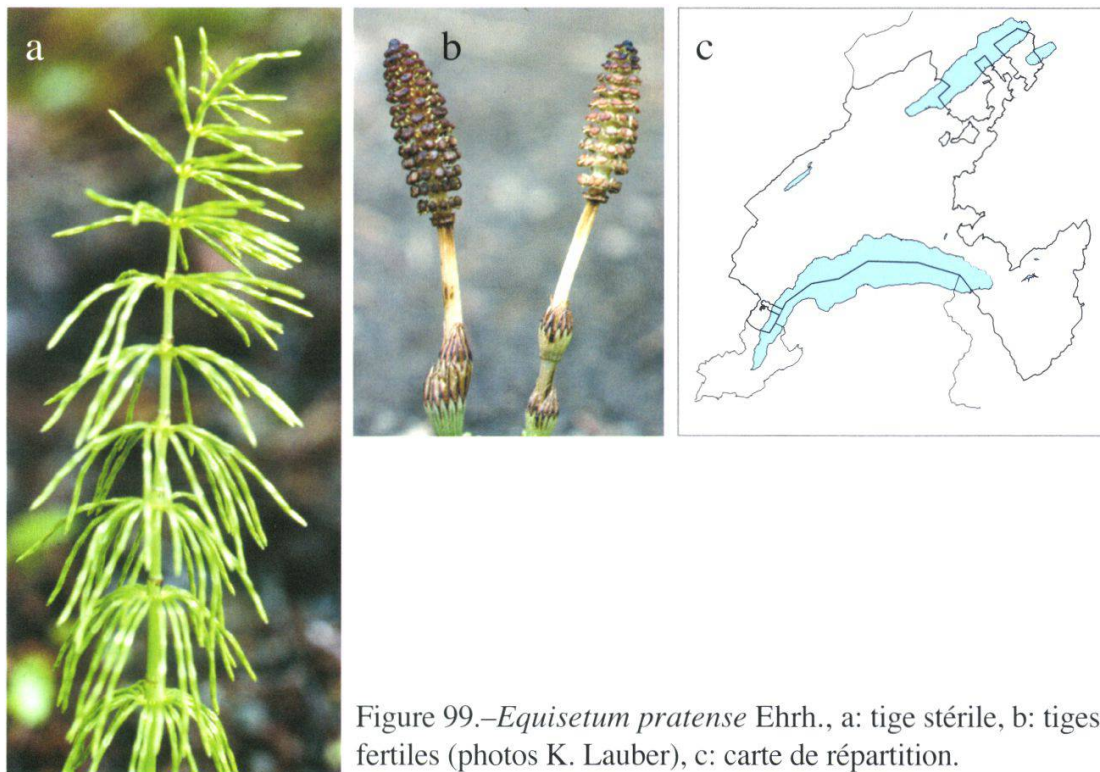 a
b
c
Figure 99.–Equisetum pratense Ehrh., a: tige stérile, b: tiges
fertiles (photos K. Lauber), c: carte de répartition.